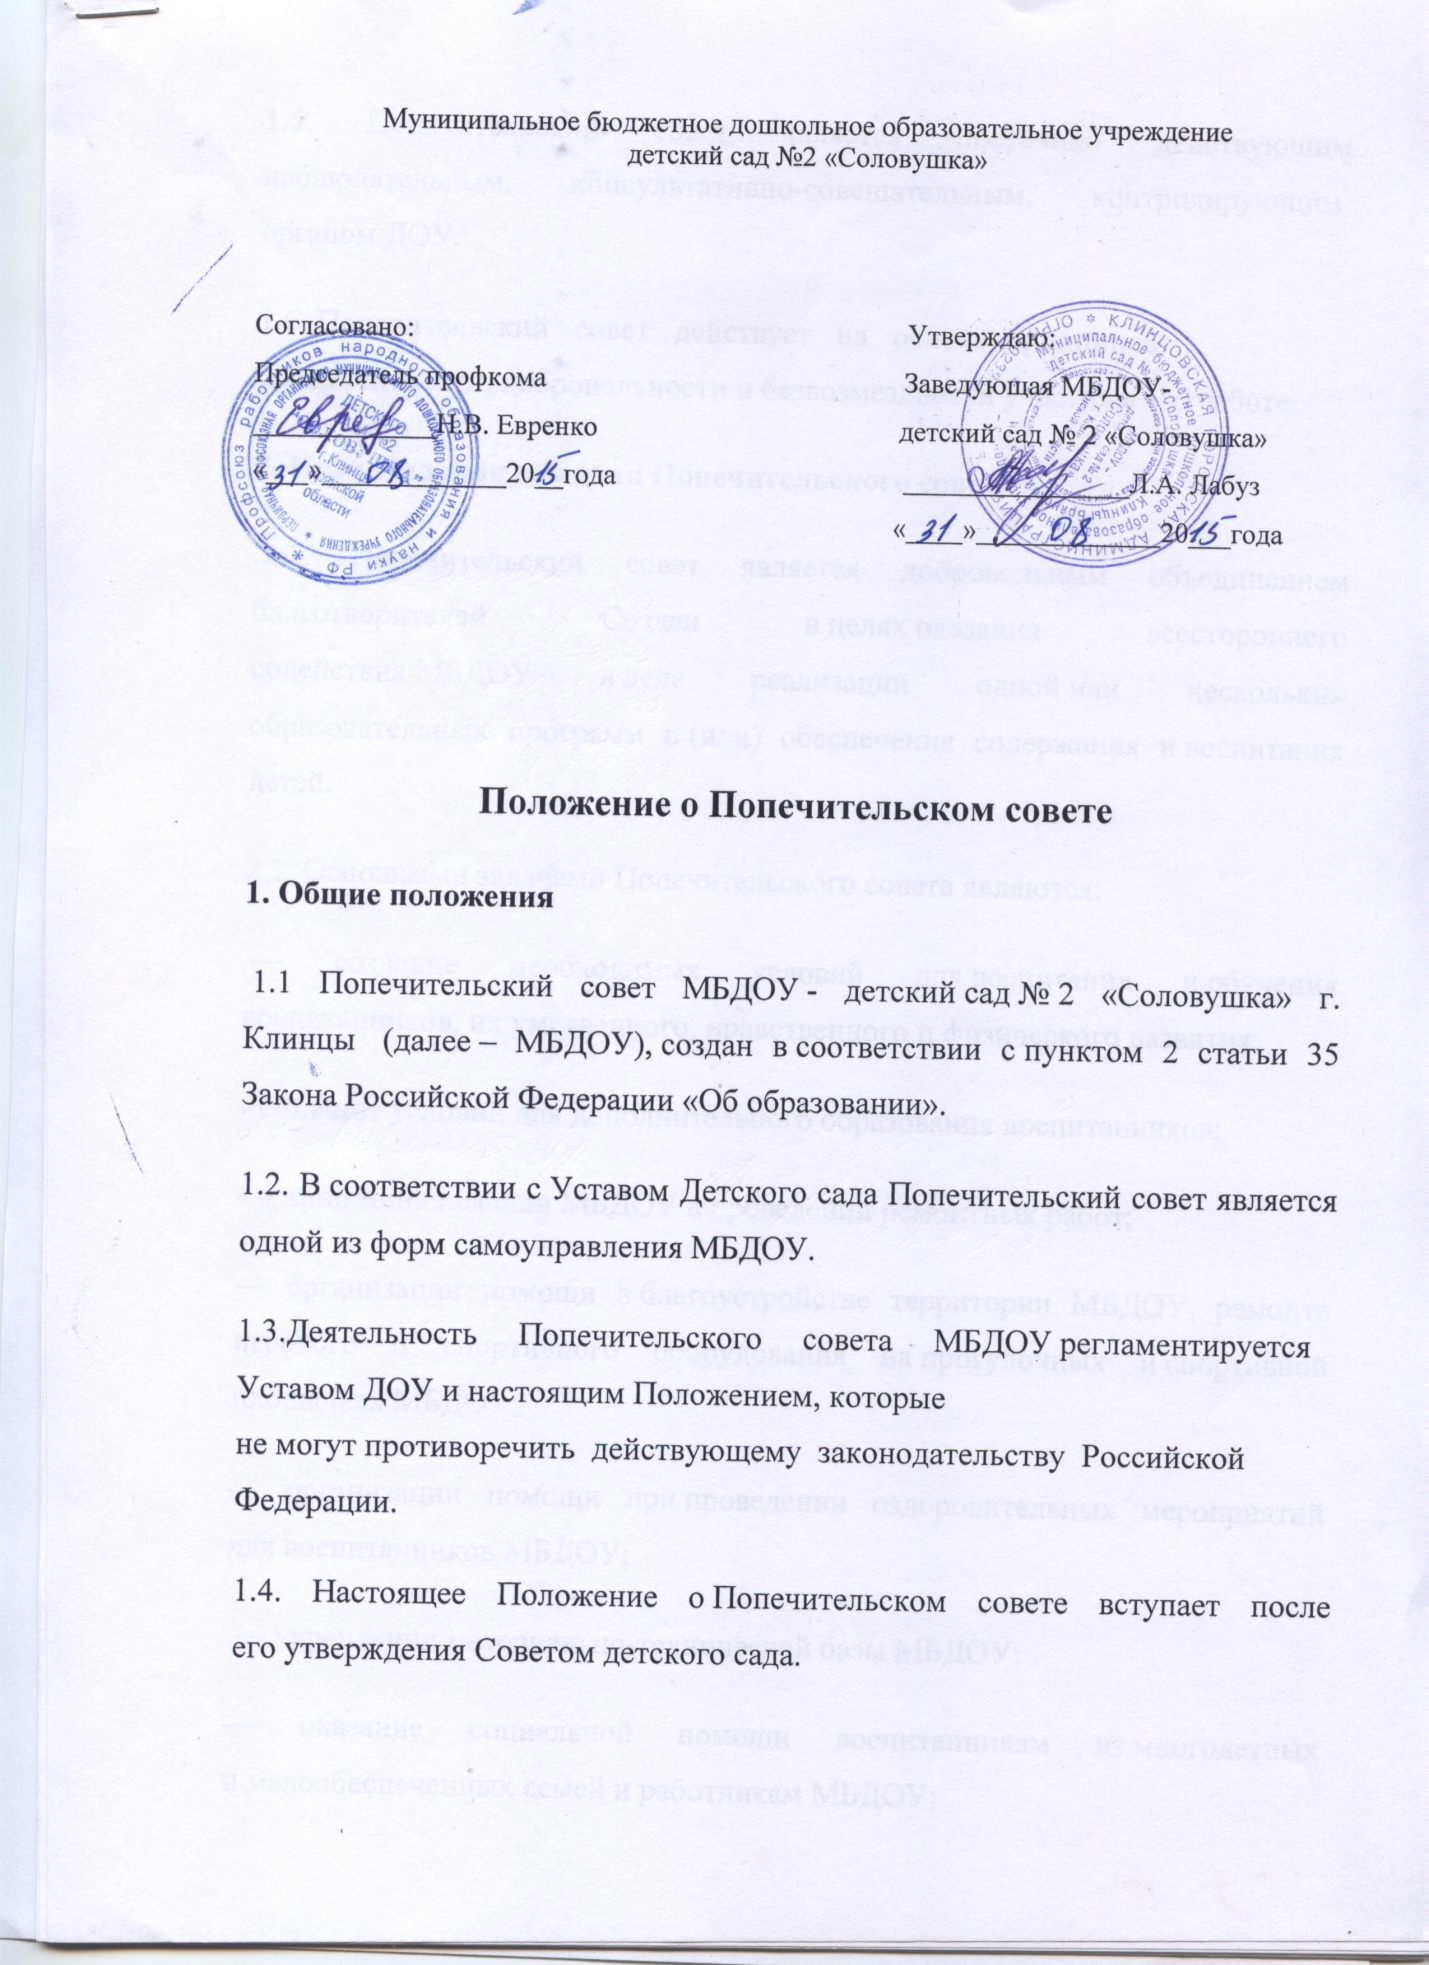 Муниципальное бюджетное дошкольное образовательное учреждение
детский сад №2 «Соловушка»
Согласовано:
Председатель профкома
Н.В. Евренко
«31» 08 2015 года
Утверждаю:
Заведующая МБДОУ-
детский сад № 2 «Соловушка»
Л.А. Лабуз
«31» 08 2015 года
Положение о Попечительском совете
1. Общие положения
1.1 Попечительский совет МБДОУ - детский сад № 2 «Соловушка» г.
Клинцы (далее – МБДОУ), создан в соответствии с пунктом 2 статьи 35
Закона Российской Федерации «Об образовании».
1.2. В соответствии с Уставом Детского сада Попечительский совет является
одной из форм самоуправления МБДОУ.
1.3.Деятельность Попечительского совета МБДОУ регламентируется
Уставом ДОУ и настоящим Положением, которые
не могут противоречить действующему законодательству Российской
Федерации.
1.4. Настоящее Положение о Попечительском совете вступает после
его утверждения Советом детского сада.